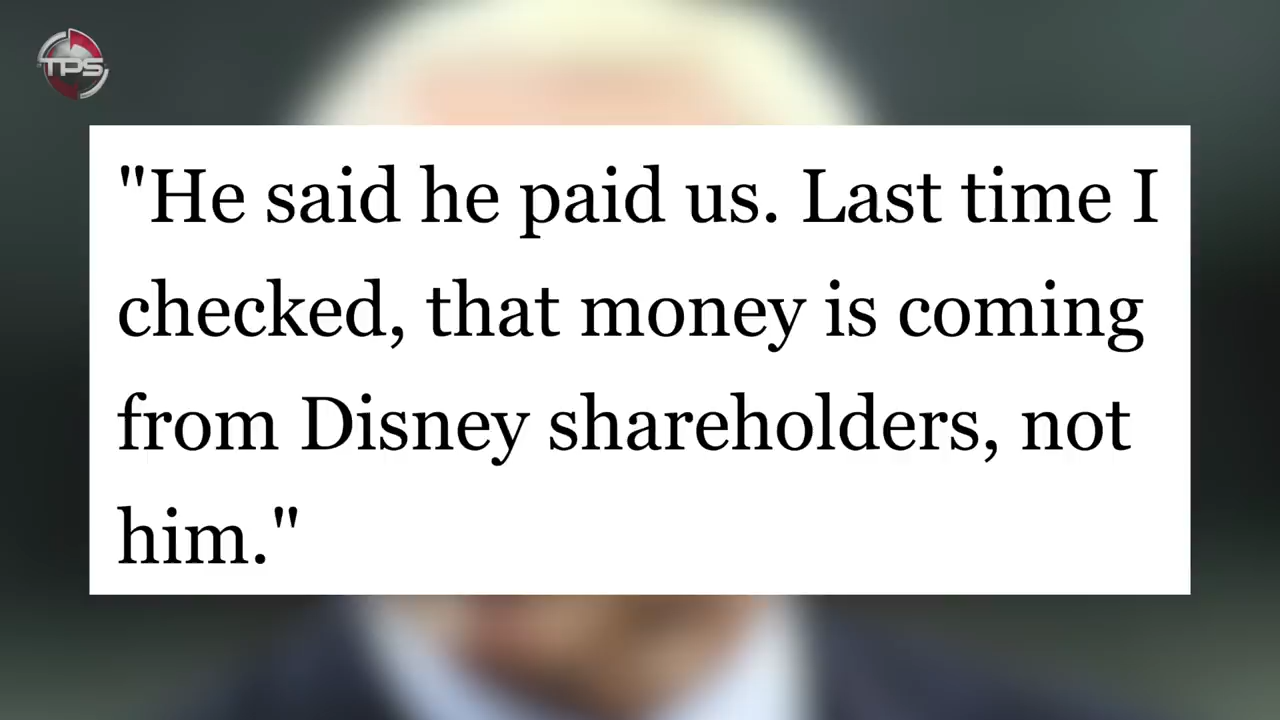 TPS
"He said he paid us. Last time I
checked, that money is coming
from Disney shareholders, not
him."